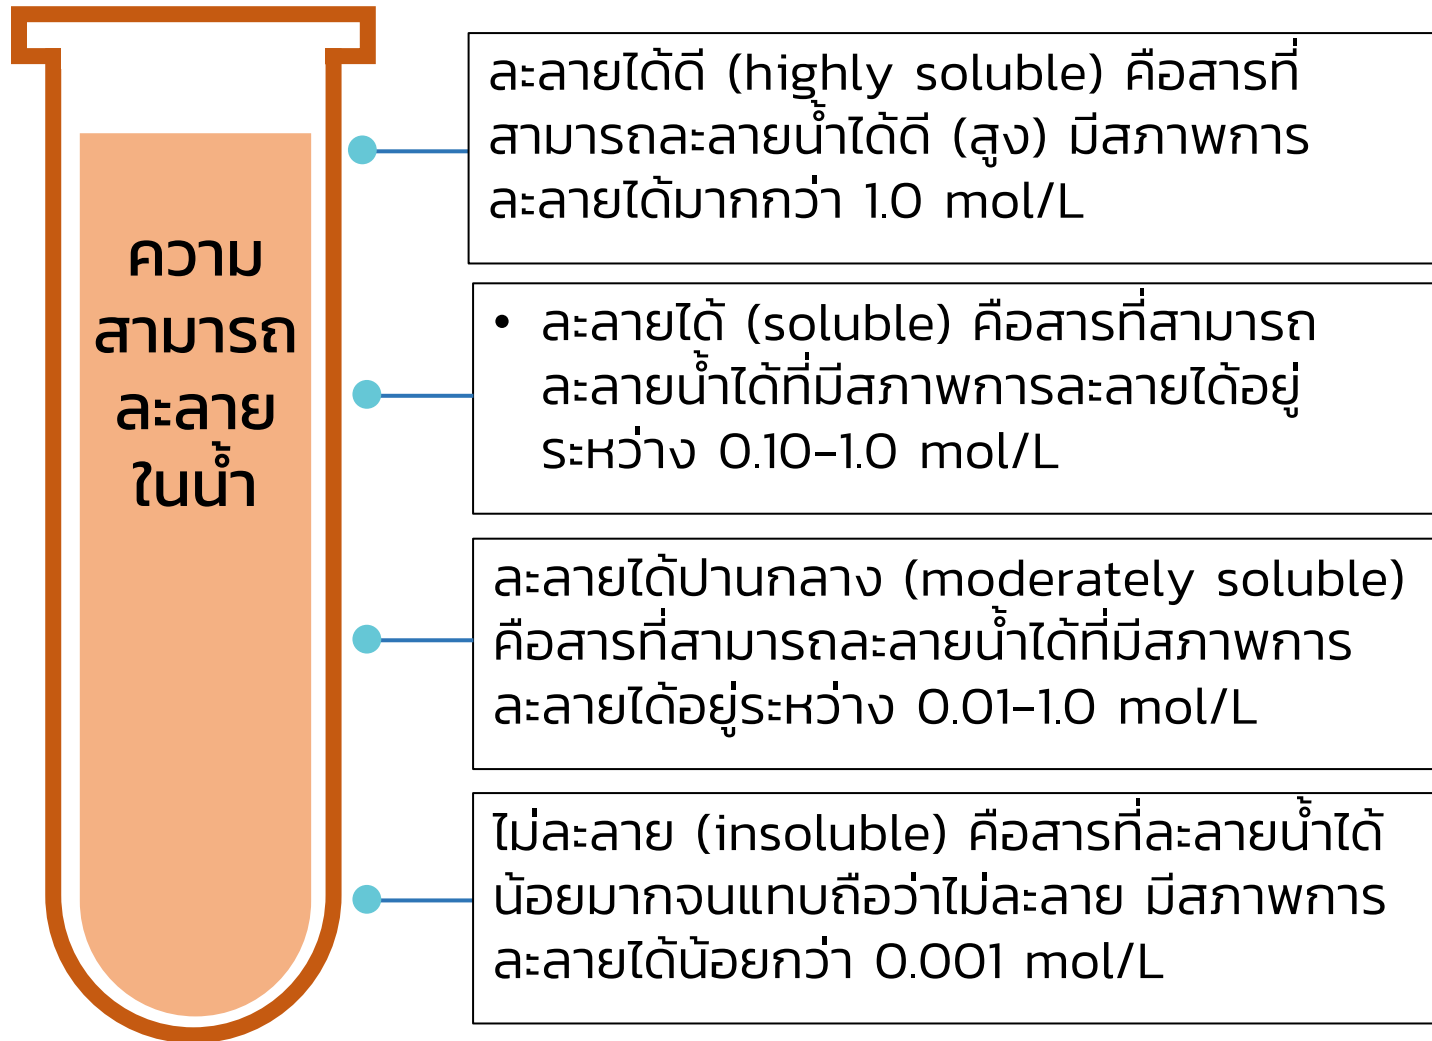 ความ
สามารถ
ละลาย
ในน้ำ
ละลายได้ดี (highly soluble) คือสารที่
สามารถละลายน้ำได้ดี (สูง) มีสภาพการ
ละลายได้มากกว่า 1.0 mol/L
• ละลายได้ (soluble) คือสารที่สามารถ
ละลายน้ำได้ที่มีสภาพการละลายได้อยู่
ระหว่าง 0.10-1.0 mol/L
ละลายได้ปานกลาง (moderately soluble)
คือสารที่สามารถละลายน้ำได้ที่มีสภาพการ
ละลายได้อยู่ระหว่าง 0.01-1.0 mol/L
ไม่ละลาย (insoluble) คือสารที่ละลายน้ำได้
น้อยมากจนแทบถือว่าไม่ละลาย มีสภาพการ
ละลายได้น้อยกว่า 0.001 mol/L